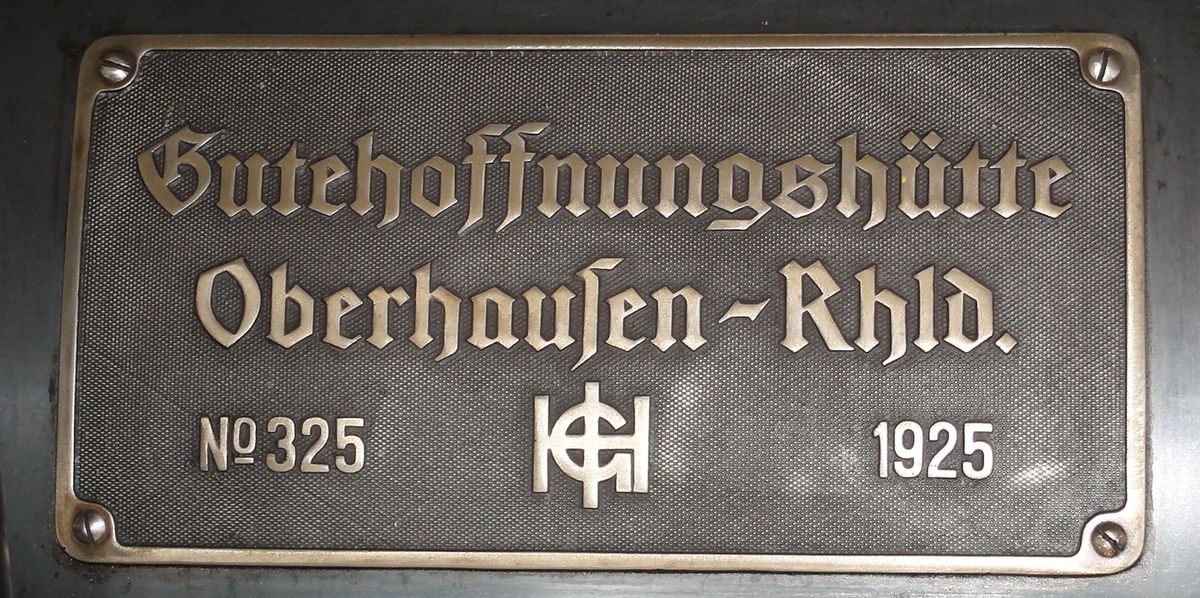 Gutehoffnungshütte
Oberhausen-Rhld.
No 325 GHH 1925